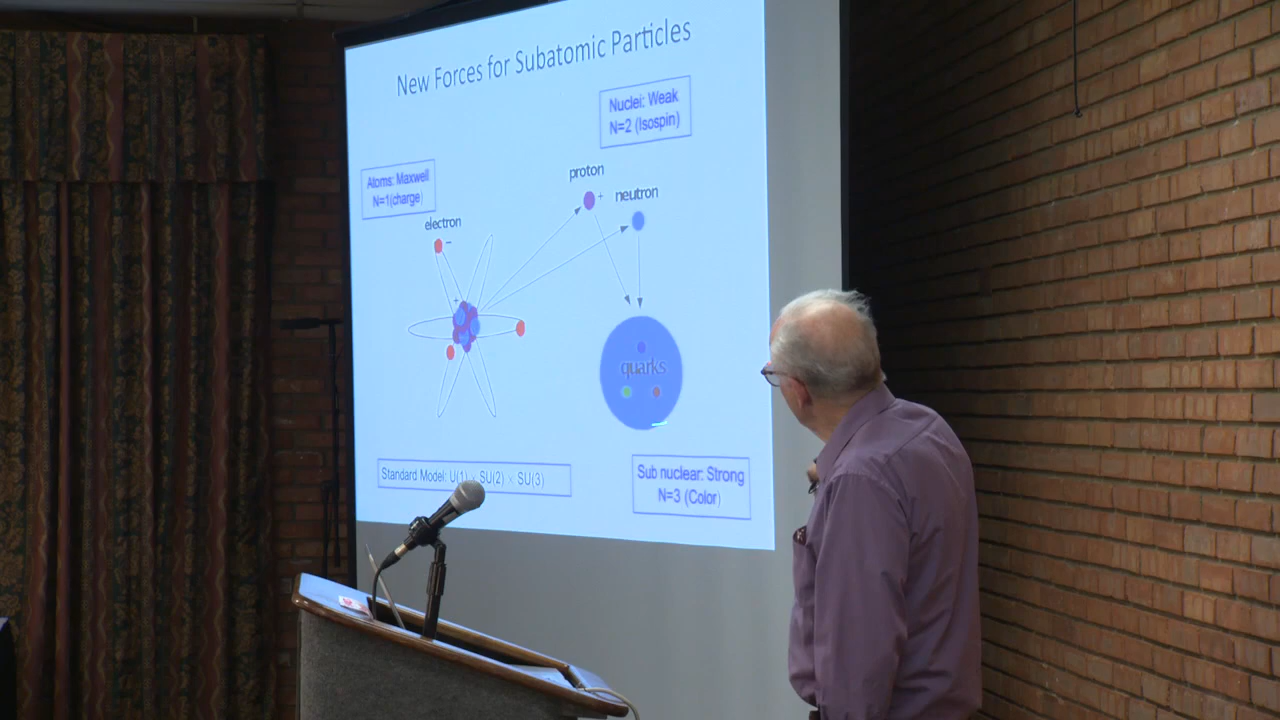 New Forces for Subatomic Particles
Nuclei: Weak
N=2 (Isospin)
Atoms: Maxwell
N=1(charge)
proton
+
neutron
electron
−
+
quarks
Standard Model: U(1) × SU(2) × SU(3)
Sub nuclear: Strong
N=3 (Color)